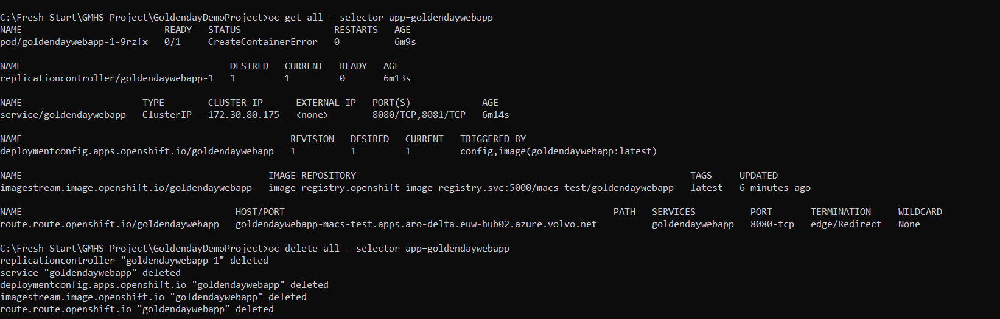 C:\Fresh Start\GMHS Project\GoldendayDemoProject>oc get all --selector app=goldendaywebapp
NAME READY STATUS RESTARTS AGE
pod/goldendaywebapp-1-9rzfx 0/1 CreateContainerError 0 6m9s
NAME DESIRED CURRENT READY AGE
replicationcontroller/goldendaywebapp-1 1 1 0 6m13s
NAME TYPE CLUSTER-IP EXTERNAL-IP PORT(S) AGE
service/goldendaywebapp ClusterIP 172.30.80.175 <none> 8080/TCP,8081/TCP 6m14s
NAME REVISION DESIRED CURRENT TRIGGERED BY
deploymentconfig.apps.openshift.io/goldendaywebapp 1 1 1 config,image(goldendaywebapp:latest)
NAME IMAGE REPOSITORY TAGS UPDATED
imagestream.image.openshift.io/goldendaywebapp image-registry.openshift-image-registry.svc:5000/macs-test/goldendaywebapp latest 6 minutes ago
NAME HOST/PORT PATH SERVICES PORT TERMINATION WILDCARD
route.route.openshift.io/goldendaywebapp goldendaywebapp-macs-test.apps.aro-delta.euw-hub02.azure.volvo.net goldendaywebapp 8080-tcp edge/Redirect None
C:\Fresh Start\GMHS Project\GoldendayDemoProject>oc delete all --selector app=goldendaywebapp
replicationcontroller "goldendaywebapp-1" deleted
service "goldendaywebapp" deleted
deploymentconfig.apps.openshift.io "goldendaywebapp" deleted
imagestream.image.openshift.io "goldendaywebapp" deleted
route.route.openshift.io "goldendaywebapp" deleted